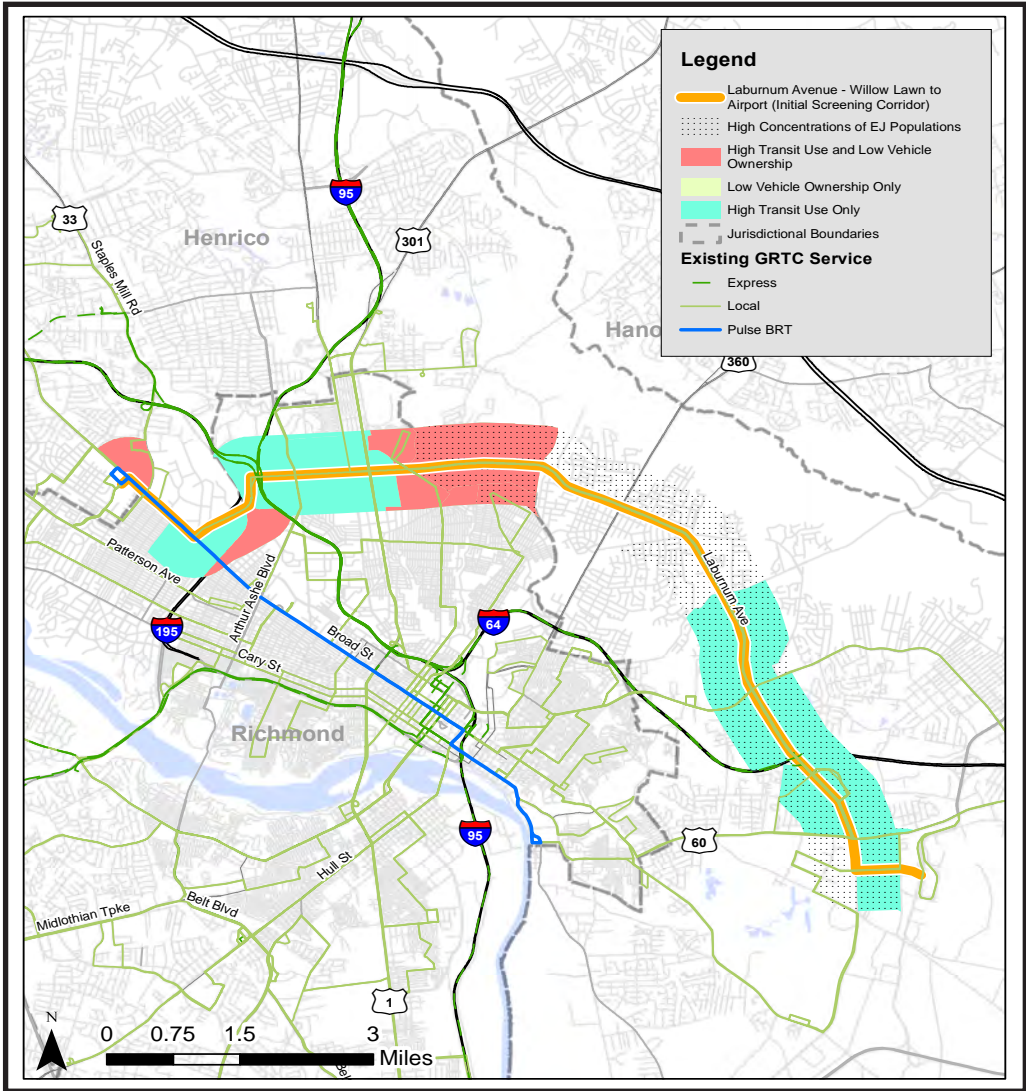 Legend
Laburnum Avenue - Willow Lawn to
Airport (Initial Screening Corridor)
High Concentrations of EJ Populations
High Transit Use and Low Vehicle
Ownership
Low Vehicle Ownership Only
High Transit Use Only
Jurisdictional Boundaries
Existing GRTC Service
Express
Local
Pulse BRT
95
33
Henrico
301
Staples Mill Rd
Hano
360
Patterson Ave
Arthur Ashe Blvd
Laburnum Ave
195
Broad St
64
Cary St
Richmond
95
60
Hull St
Belt Blvd
Midlothian Tpke
1
N
0 0.75 1.5 3
Miles
Bel